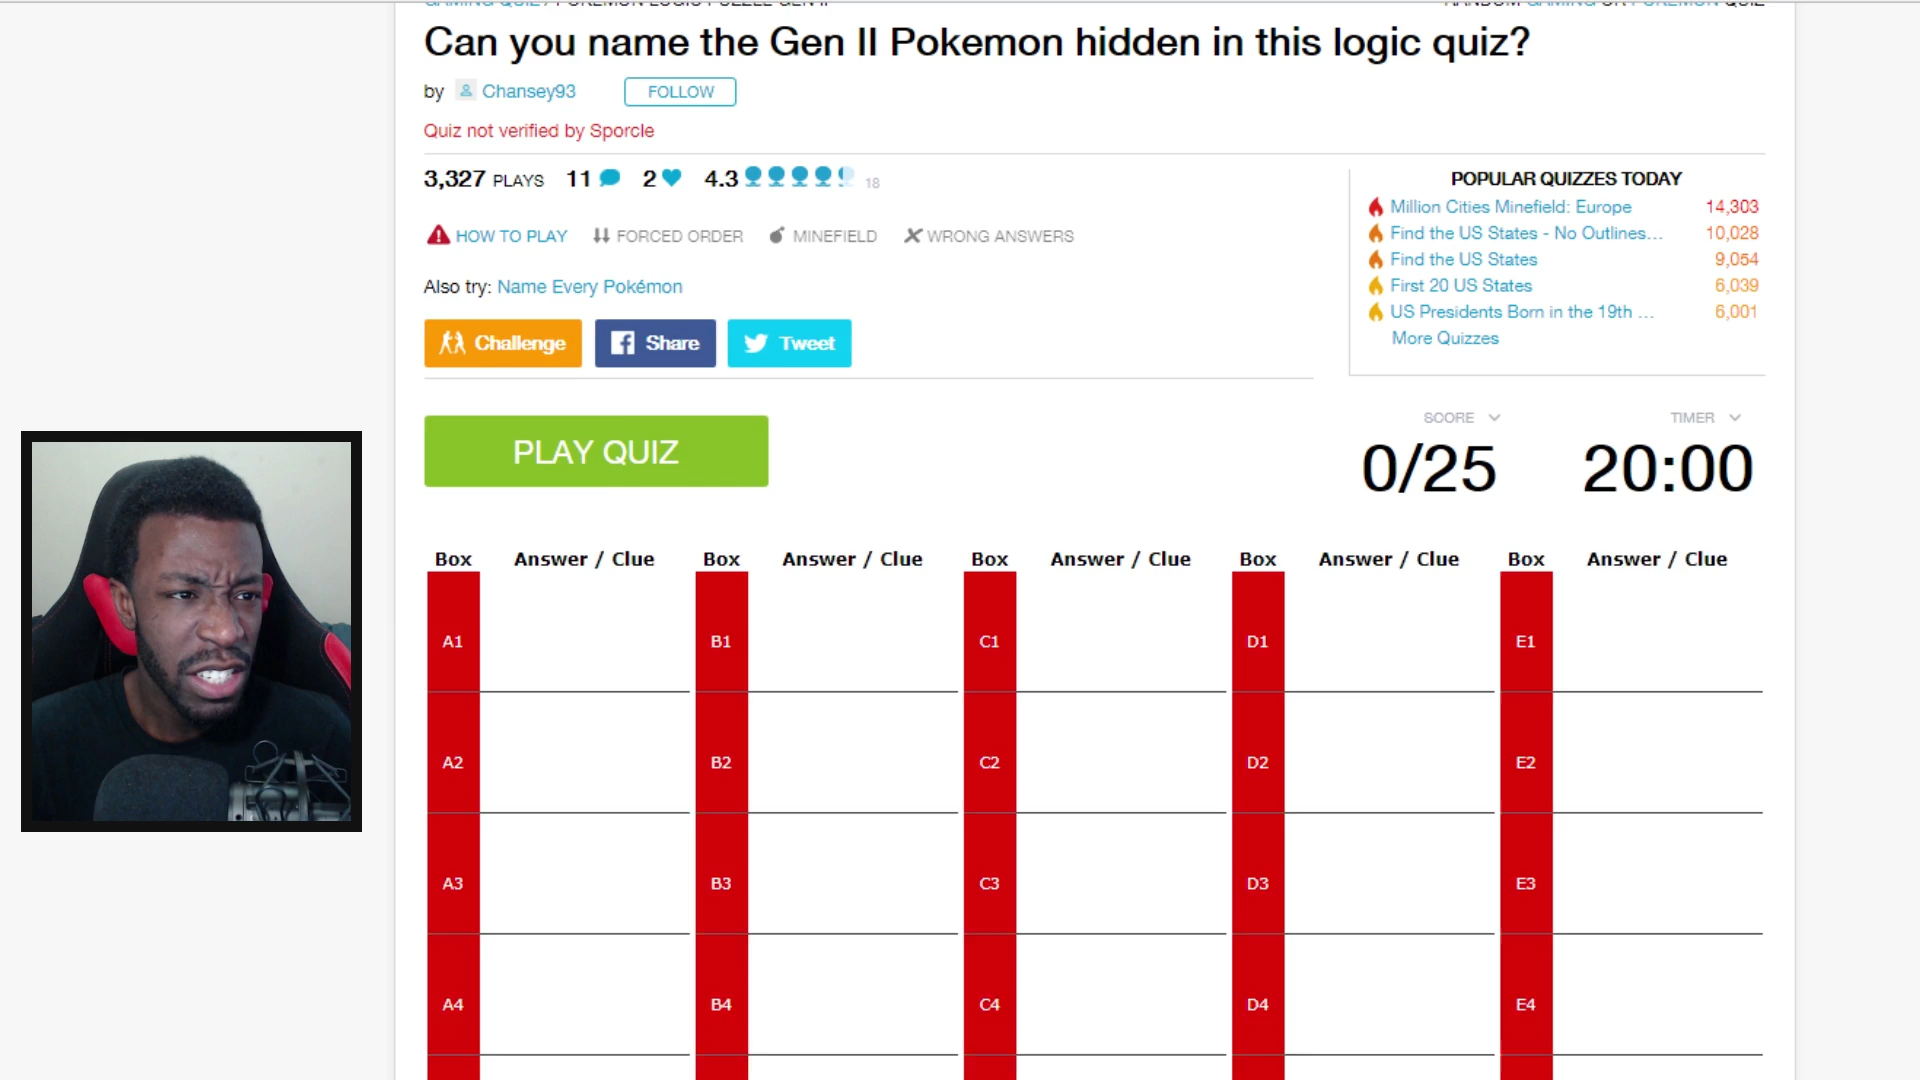 Can you name the Gen II Pokemon hidden in this logic quiz?
by Chansey93 FOLLOW
Quiz not verified by Sporcle
3,327 PLAYS 11 2 4.3 18
HOW TO PLAY FORCED ORDER MINEFIELD WRONG ANSWERS
Also try: Name Every Pokémon
Challenge Share Tweet
POPULAR QUIZZES TODAY
Million Cities Minefield: Europe 14,303
Find the US States - No Outlines... 10,028
Find the US States 9,054
First 20 US States 6,039
US Presidents Born in the 19th ... 6,001
More Quizzes
PLAY QUIZ
SCORE TIMER
0/25 20:00
Box Answer / Clue Box Answer / Clue Box Answer / Clue Box Answer / Clue Box Answer / Clue
A1 B1 C1 D1 E1
A2 B2 C2 D2 E2
A3 B3 C3 D3 E3
A4 B4 C4 D4 E4